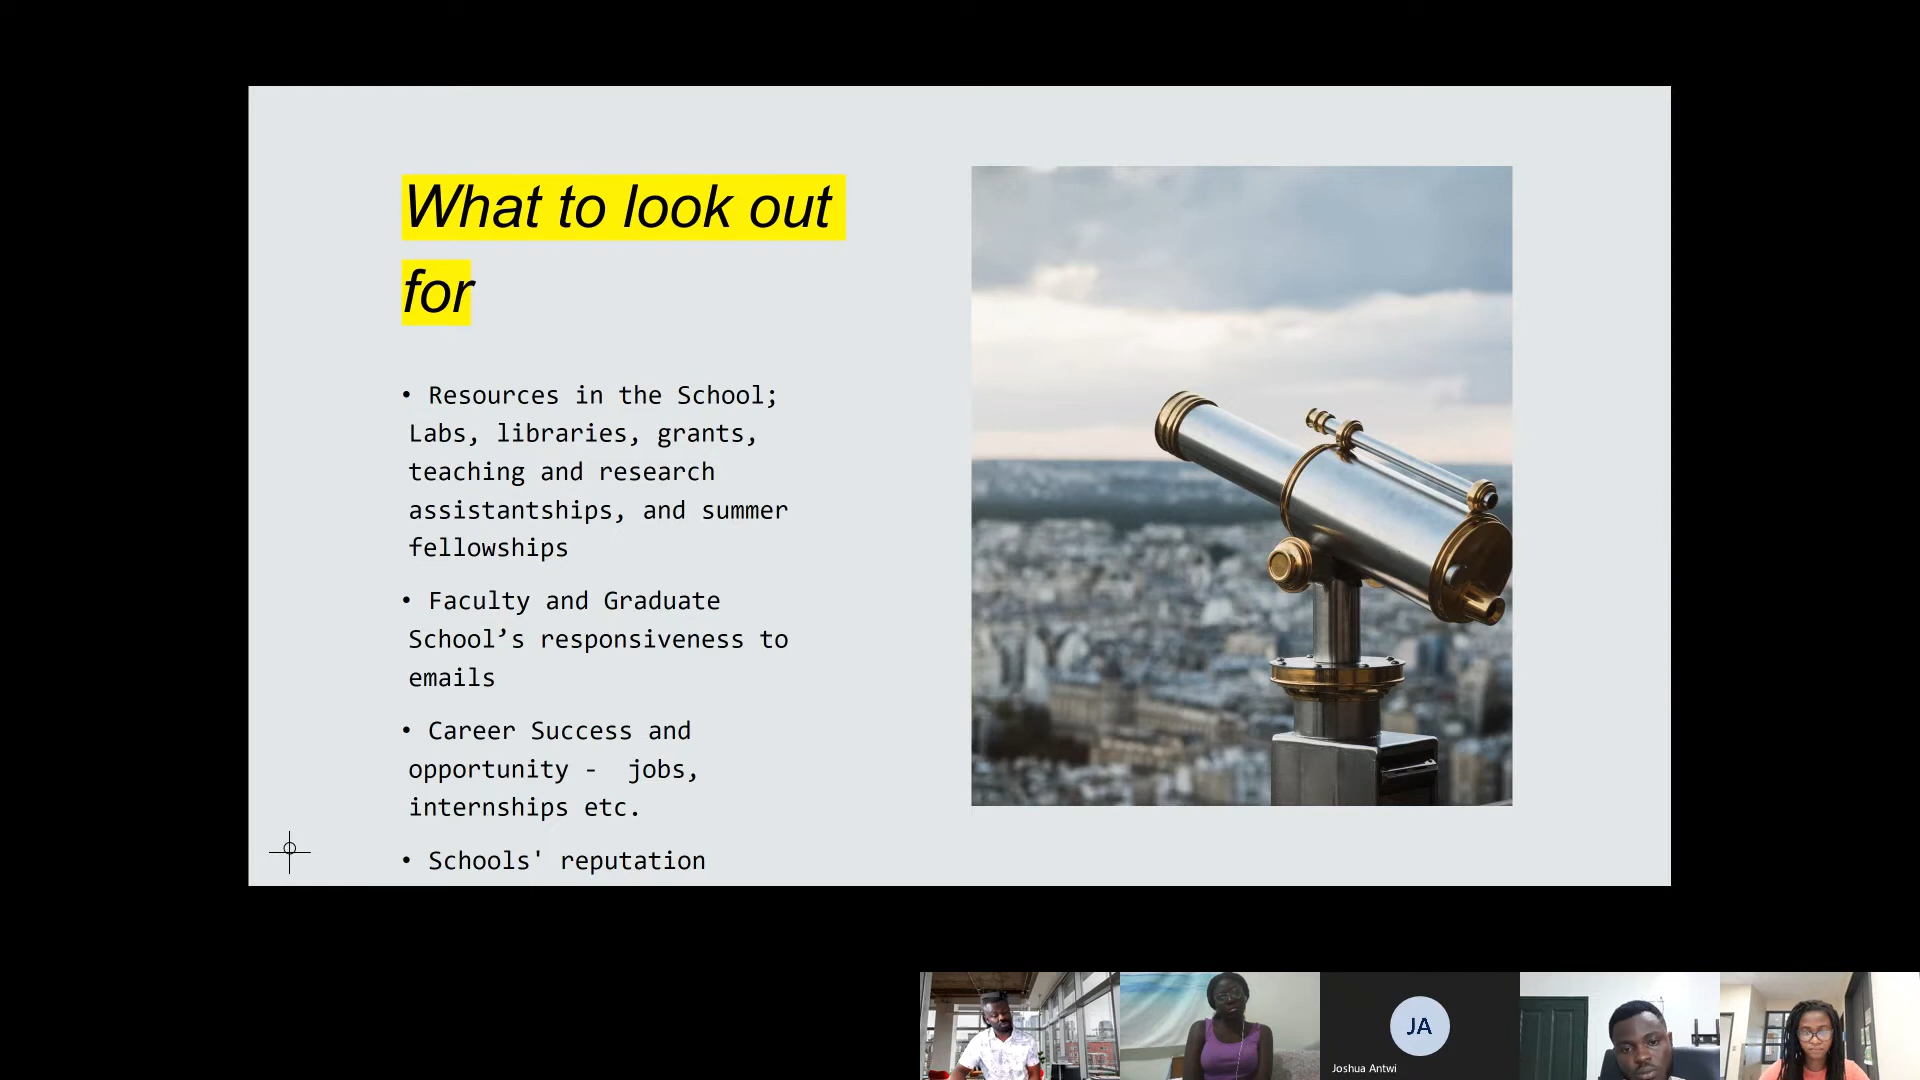 What to look out
for
• Resources in the School;
Labs, libraries, grants,
teaching and research
assistantships, and summer
fellowships
• Faculty and Graduate
School’s responsiveness to
emails
• Career Success and
opportunity -  jobs,
internships etc.
• Schools' reputation
JA
Joshua Antwi